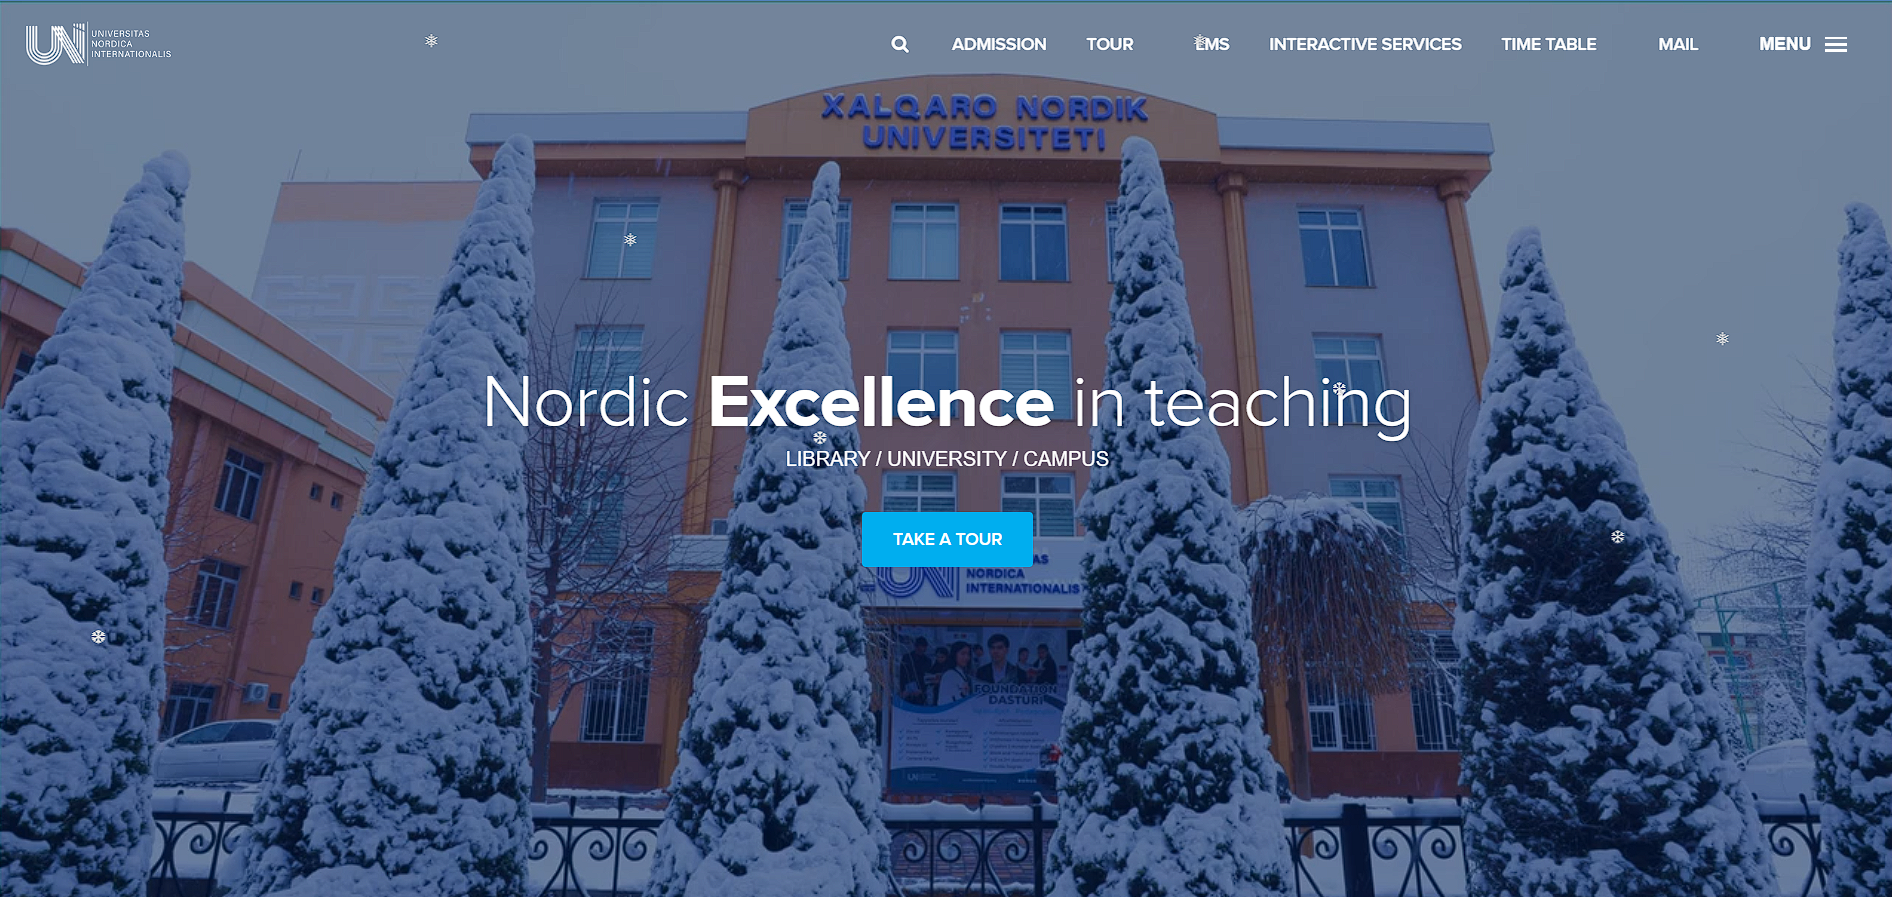 UNIVERSITAS
NORDICA
INTERNATIONALIS
ADMISSION
TOUR
EMS
INTERACTIVE SERVICES
TIME TABLE
MAIL
MENU
XALQARO NORDIK
UNIVERSITETI
Nordic Excellence in teaching
LIBRARY / UNIVERSITY / CAMPUS
TAKE A TOUR
NORDICA
INTERNATIONALIS
FOUNDATION
DASTURI